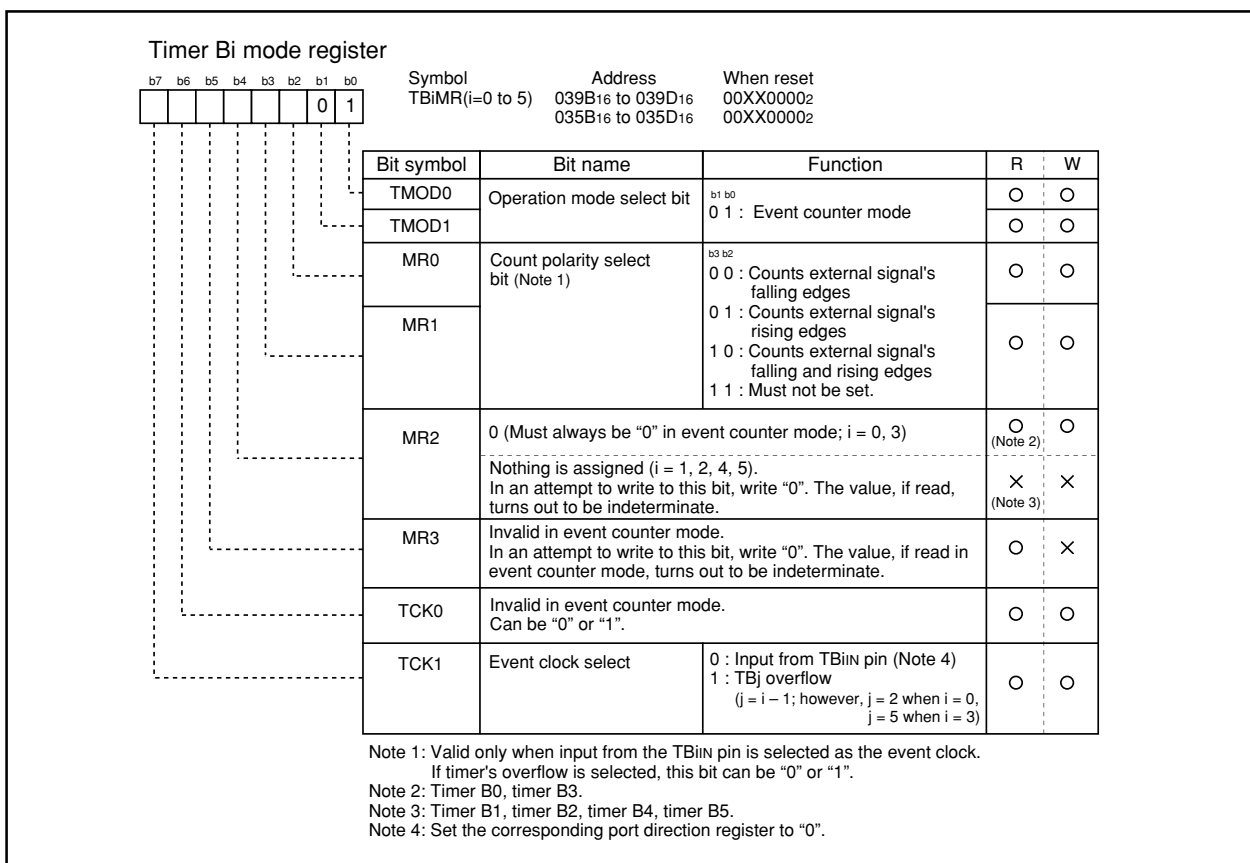 Timer Bi mode register
b7 b6 b5 b4 b3 b2 b1 b0
0 1
Symbol Address When reset
TBiMR(i=0 to 5) 039B16 to 039D16 00XX00002
035B16 to 035D16 00XX00002
Bit symbol Bit name Function R W
TMOD0 Operation mode select bit b1 b0
0 1 : Event counter mode
TMOD1
MR0 Count polarity select
bit (Note 1)
b3 b2
0 0 : Counts external signal's
falling edges
0 1 : Counts external signal's
rising edges
1 0 : Counts external signal's
falling and rising edges
1 1 : Must not be set.
MR1
MR2 0 (Must always be “0” in event counter mode; i = 0, 3)
(Note 2)
Nothing is assigned (i = 1, 2, 4, 5).
In an attempt to write to this bit, write “0”. The value, if read,
turns out to be indeterminate.
(Note 3)
MR3 Invalid in event counter mode.
In an attempt to write to this bit, write “0”. The value, if read in
event counter mode, turns out to be indeterminate.
TCK0 Invalid in event counter mode.
Can be “0” or “1”.
TCK1 Event clock select 0 : Input from TBiIN pin (Note 4)
1 : TBj overflow
(j = i – 1; however, j = 2 when i = 0,
j = 5 when i = 3)
Note 1: Valid only when input from the TBiIN pin is selected as the event clock.
If timer's overflow is selected, this bit can be “0” or “1”.
Note 2: Timer B0, timer B3.
Note 3: Timer B1, timer B2, timer B4, timer B5.
Note 4: Set the corresponding port direction register to “0”.